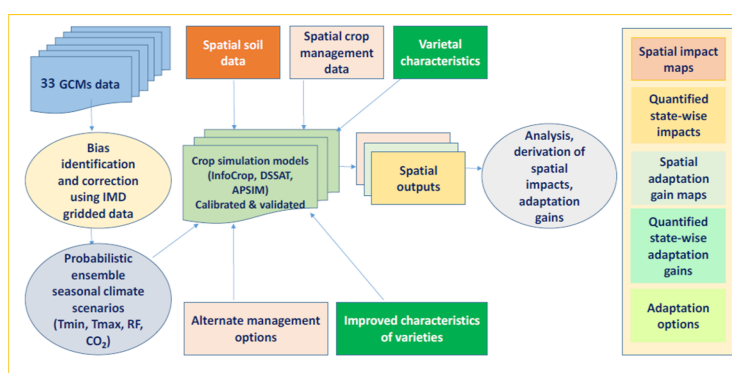 33 GCMs data
Spatial soil
data
Spatial crop
management
data
Varietal
characteristics
Bias
identification
and correction
using IMD
gridded data
Crop simulation models
(InfoCrop, DSSAT,
APSIM)
Calibrated & validated
Spatial
outputs
Analysis,
derivation of
spatial
impacts,
adaptation
gains
Probabilistic
ensemble
seasonal climate
scenarios
(Tmin, Tmax, RF,
CO₂)
Alternate management
options
Improved characteristics
of varieties
Spatial impact
maps
Quantified
state-wise
impacts
Spatial
adaptation
gain maps
Quantified
state-wise
adaptation
gains
Adaptation
options